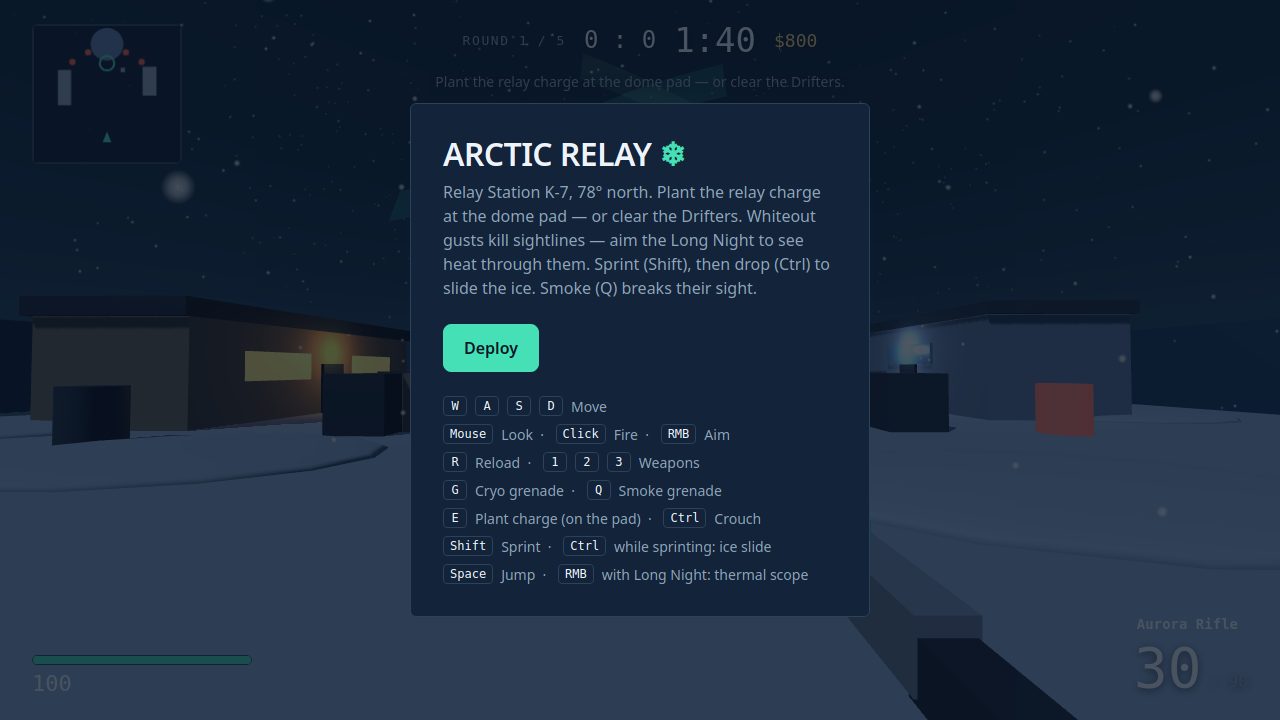 ROUND 1 / 5 0 : 0 1:40 $800
Plant the relay charge at the dome pad — or clear the Drifters.
ARCTIC RELAY ❄
Relay Station K-7, 78° north. Plant the relay charge
at the dome pad — or clear the Drifters. Whiteout
gusts kill sightlines — aim the Long Night to see
heat through them. Sprint (Shift), then drop (Ctrl) to
slide the ice. Smoke (Q) breaks their sight.
Deploy
W A S D Move
Mouse Look · Click Fire · RMB Aim
R Reload · 1 2 3 Weapons
G Cryo grenade · Q Smoke grenade
E Plant charge (on the pad) · Ctrl Crouch
Shift Sprint · Ctrl while sprinting: ice slide
Space Jump · RMB with Long Night: thermal scope
Aurora Rifle
30 / 90
100